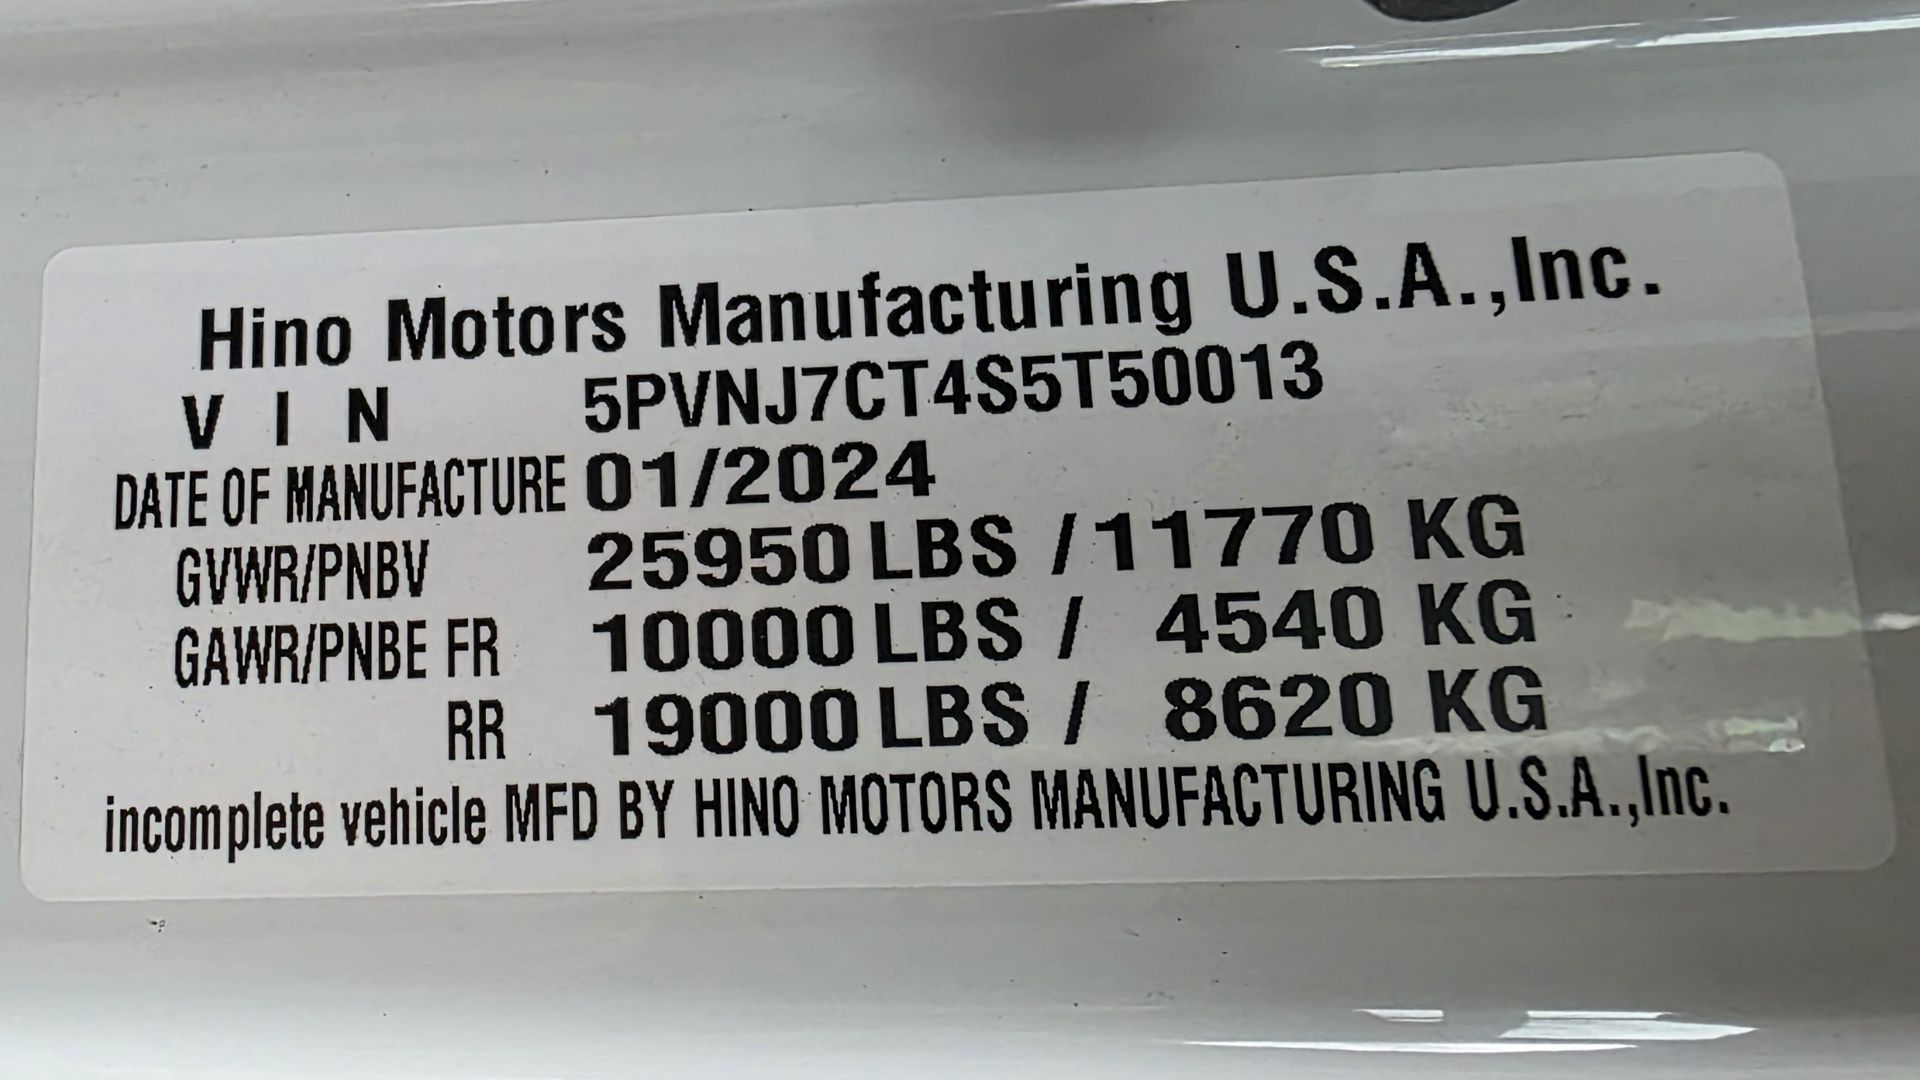 Hino Motors Manufacturing U.S.A.,Inc.
V I N 5PVNJ7CT4S5T50013
DATE OF MANUFACTURE 01/2024
GVWR/PNBV 25950 LBS / 11770 KG
GAWR/PNBE FR 10000 LBS / 4540 KG
RR 19000 LBS / 8620 KG
incomplete vehicle MFD BY HINO MOTORS MANUFACTURING U.S.A.,Inc.